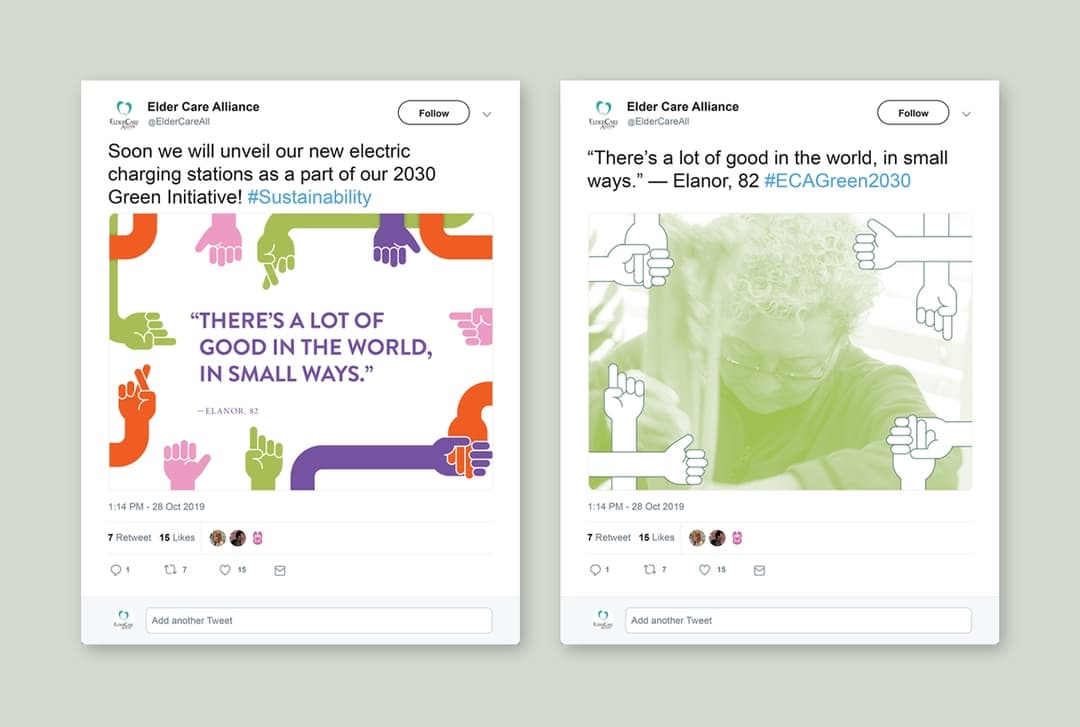 Elder Care Alliance
@ElderCareAll
Follow
ELDERCARE
ALLIANCE
Soon we will unveil our new electric
charging stations as a part of our 2030
Green Initiative! #Sustainability
“THERE’S A LOT OF
GOOD IN THE WORLD,
IN SMALL WAYS.”
—ELANOR, 82
1:14 PM - 28 Oct 2019
7 Retweet 15 Likes
1 7 15
Add another Tweet
Elder Care Alliance
@ElderCareAll
Follow
ELDERCARE
ALLIANCE
“There’s a lot of good in the world, in small
ways.” — Elanor, 82 #ECAGreen2030
1:14 PM - 28 Oct 2019
7 Retweet 15 Likes
1 7 15
Add another Tweet